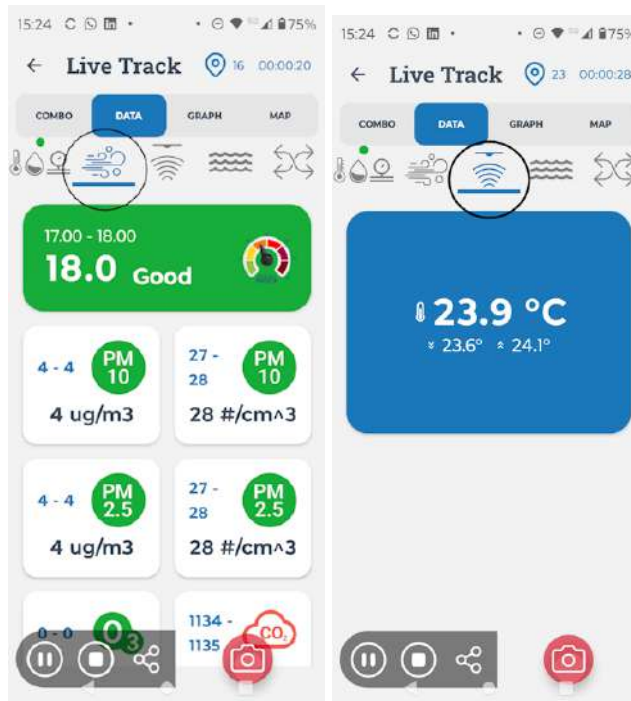 15:24
75%
Live Track
16
00:00:20
COMBO
DATA
GRAPH
MAP
17.00 - 18.00
18.0 Good
4 - 4
PM
10
4 ug/m3
27 -
28
PM
10
28 #/cm^3
4 - 4
PM
2.5
4 ug/m3
27 -
28
PM
2.5
28 #/cm^3
0 - 0
O3
1134 -
1135
CO2
15:24
75%
Live Track
23
00:00:28
COMBO
DATA
GRAPH
MAP
23.9 °C
23.6° 24.1°